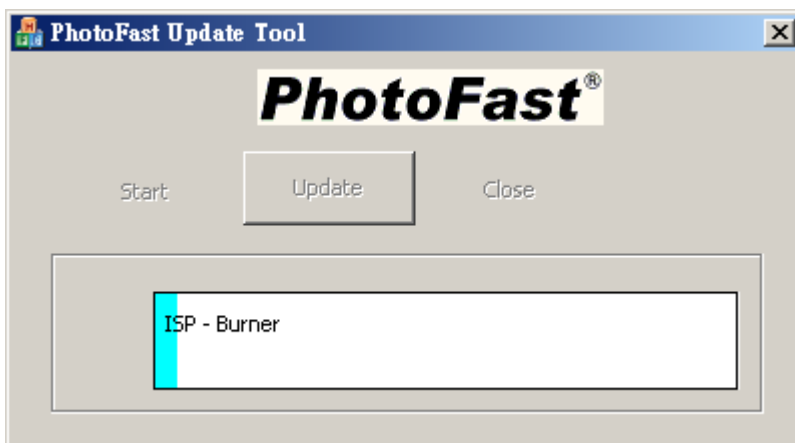 PhotoFast Update Tool
PhotoFast®
Start
Update
Close
ISP - Burner